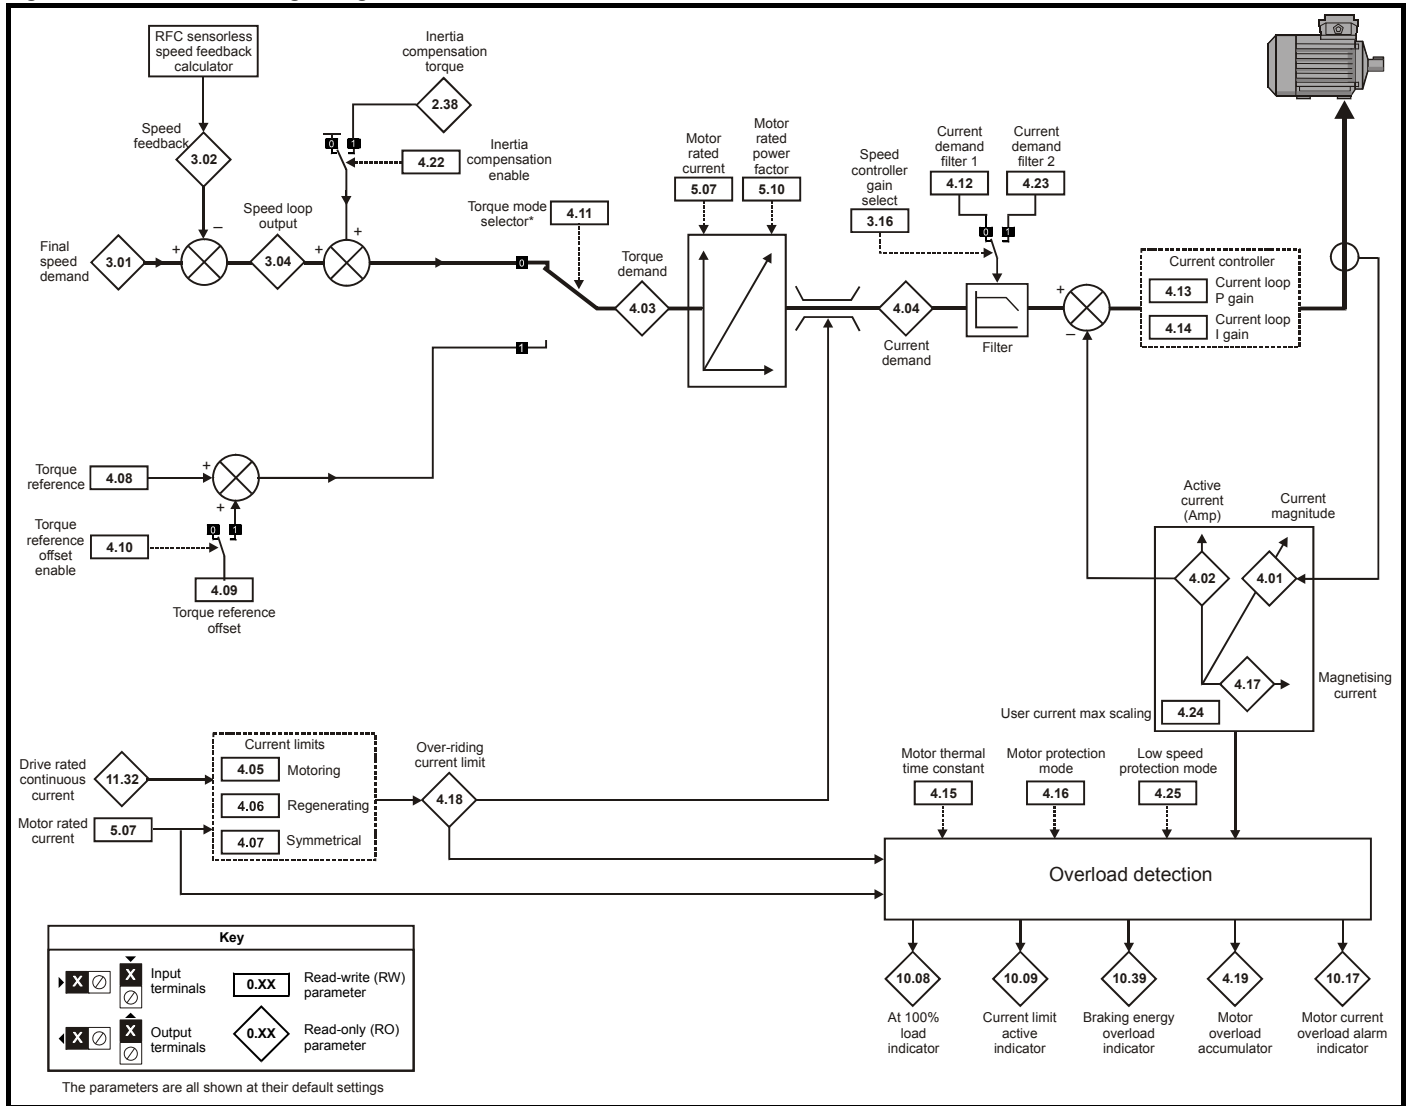 RFC sensorless
speed feedback
calculator
Inertia
compensation
torque
2.38
Speed
feedback
3.02
0 1
4.22
Inertia
compensation
enable
Final
speed
demand
3.01
+
–
Speed loop
output
3.04
+
+
Torque mode
selector*
4.11
0
1
Torque
demand
4.03
Motor
rated
current
5.07
Motor
rated
power
factor
5.10
4.04
Current
demand
Speed
controller
gain
select
3.16
Current
demand
filter 1
4.12
Current
demand
filter 2
4.23
0 1
Filter
+
–
Current controller
4.13
Current loop
P gain
4.14
Current loop
I gain
Torque
reference
4.08
+
+
Torque
reference
offset
enable
4.10
0 1
4.09
Torque reference
offset
Active
current
(Amp)
Current
magnitude
4.02
4.01
4.17
Magnetising
current
User current max scaling
4.24
Drive rated
continuous
current
11.32
Motor rated
current
5.07
Current limits
4.05
Motoring
4.06
Regenerating
4.07
Symmetrical
Over-riding
current limit
4.18
Motor thermal
time constant
4.15
Motor protection
mode
4.16
Low speed
protection mode
4.25
Overload detection
10.08
At 100%
load
indicator
10.09
Current limit
active
indicator
10.39
Braking energy
overload
indicator
4.19
Motor
overload
accumulator
10.17
Motor current
overload alarm
indicator
Key
X
X
Input
terminals
0.XX
Read-write (RW)
parameter
X
X
Output
terminals
0.XX
Read-only (RO)
parameter
The parameters are all shown at their default settings